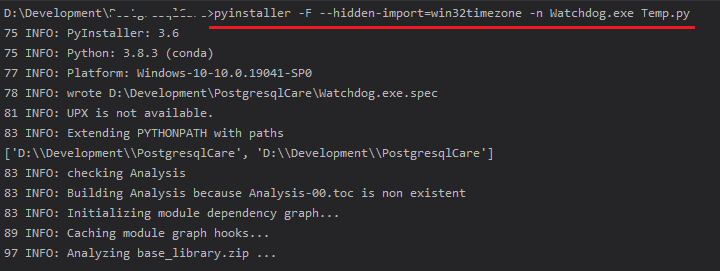 D:\Development\PostgresqlCare>pyinstaller -F --hidden-import=win32timezone -n Watchdog.exe Temp.py
75 INFO: PyInstaller: 3.6
75 INFO: Python: 3.8.3 (conda)
77 INFO: Platform: Windows-10-10.0.19041-SP0
78 INFO: wrote D:\Development\PostgresqlCare\Watchdog.exe.spec
81 INFO: UPX is not available.
83 INFO: Extending PYTHONPATH with paths
['D:\\Development\\PostgresqlCare', 'D:\\Development\\PostgresqlCare']
83 INFO: checking Analysis
83 INFO: Building Analysis because Analysis-00.toc is non existent
83 INFO: Initializing module dependency graph...
89 INFO: Caching module graph hooks...
97 INFO: Analyzing base_library.zip ...